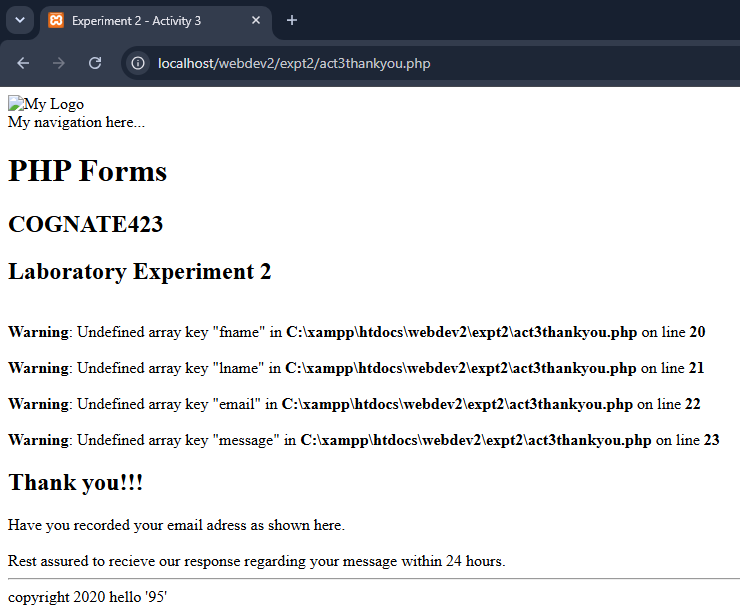 Experiment 2 - Activity 3
localhost/webdev2/expt2/act3thankyou.php
My Logo
My navigation here...
PHP Forms
COGNATE423
Laboratory Experiment 2
Warning: Undefined array key "fname" in C:\xampp\htdocs\webdev2\expt2\act3thankyou.php on line 20
Warning: Undefined array key "lname" in C:\xampp\htdocs\webdev2\expt2\act3thankyou.php on line 21
Warning: Undefined array key "email" in C:\xampp\htdocs\webdev2\expt2\act3thankyou.php on line 22
Warning: Undefined array key "message" in C:\xampp\htdocs\webdev2\expt2\act3thankyou.php on line 23
Thank you!!!
Have you recorded your email adress as shown here.
Rest assured to recieve our response regarding your message within 24 hours.
copyright 2020 hello '95'